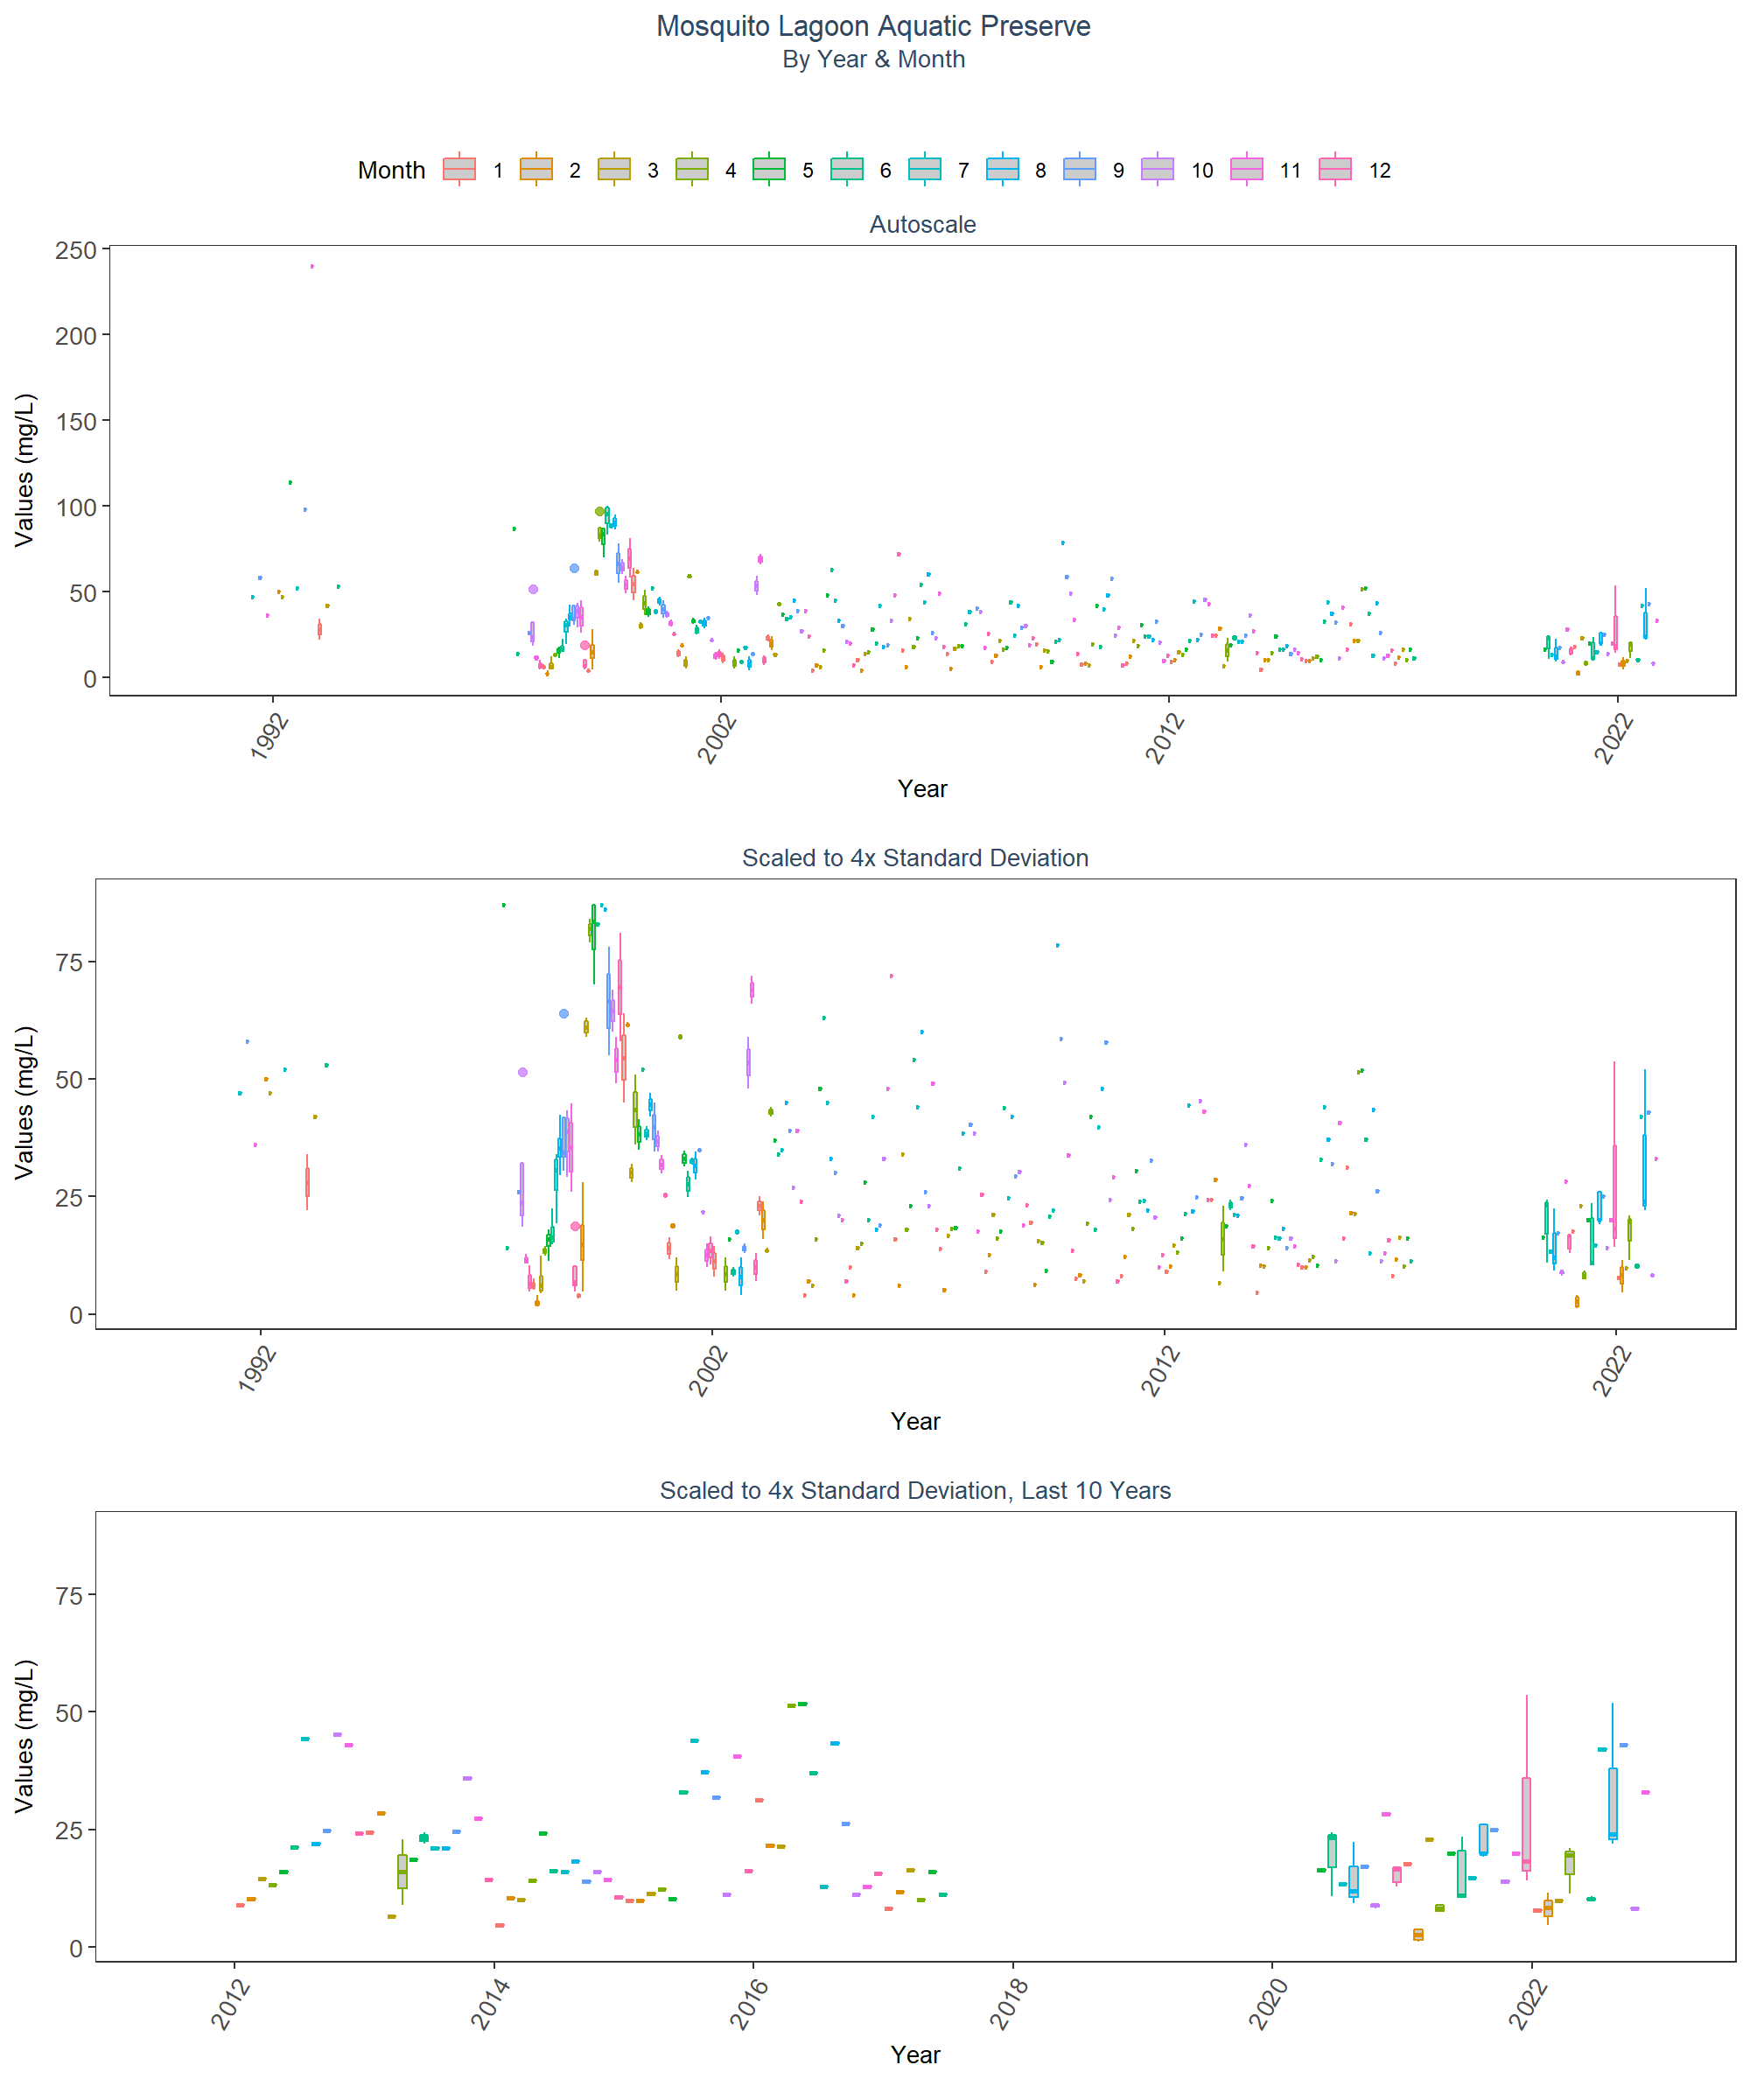 Mosquito Lagoon Aquatic Preserve
By Year & Month
Month 1 2 3 4 5 6 7 8 9 10 11 12
Autoscale
250
200
150
100
50
0
Values (mg/L)
1992 2002 2012 2022
Year
Scaled to 4x Standard Deviation
75
50
25
0
Values (mg/L)
1992 2002 2012 2022
Year
Scaled to 4x Standard Deviation, Last 10 Years
75
50
25
0
Values (mg/L)
2012 2014 2016 2018 2020 2022
Year